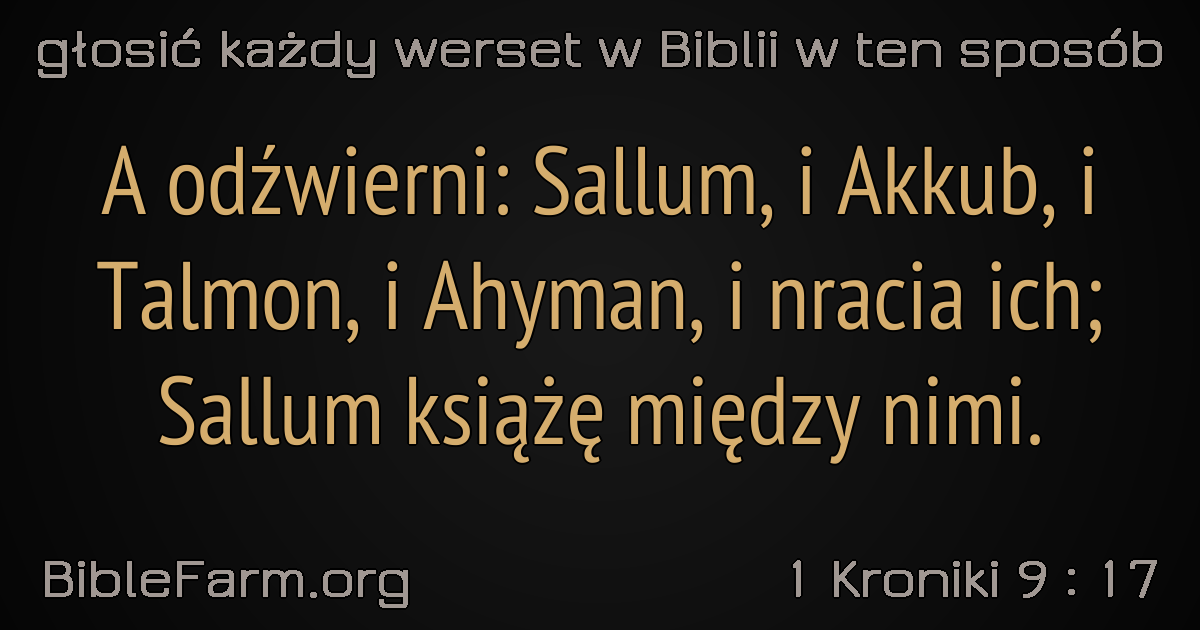 głosić każdy werset w Biblii w ten sposób
A odźwierni: Sallum, i Akkub, i
Talmon, i Ahyman, i nracia ich;
Sallum książę między nimi.
BibleFarm.org
1 Kroniki 9 : 17